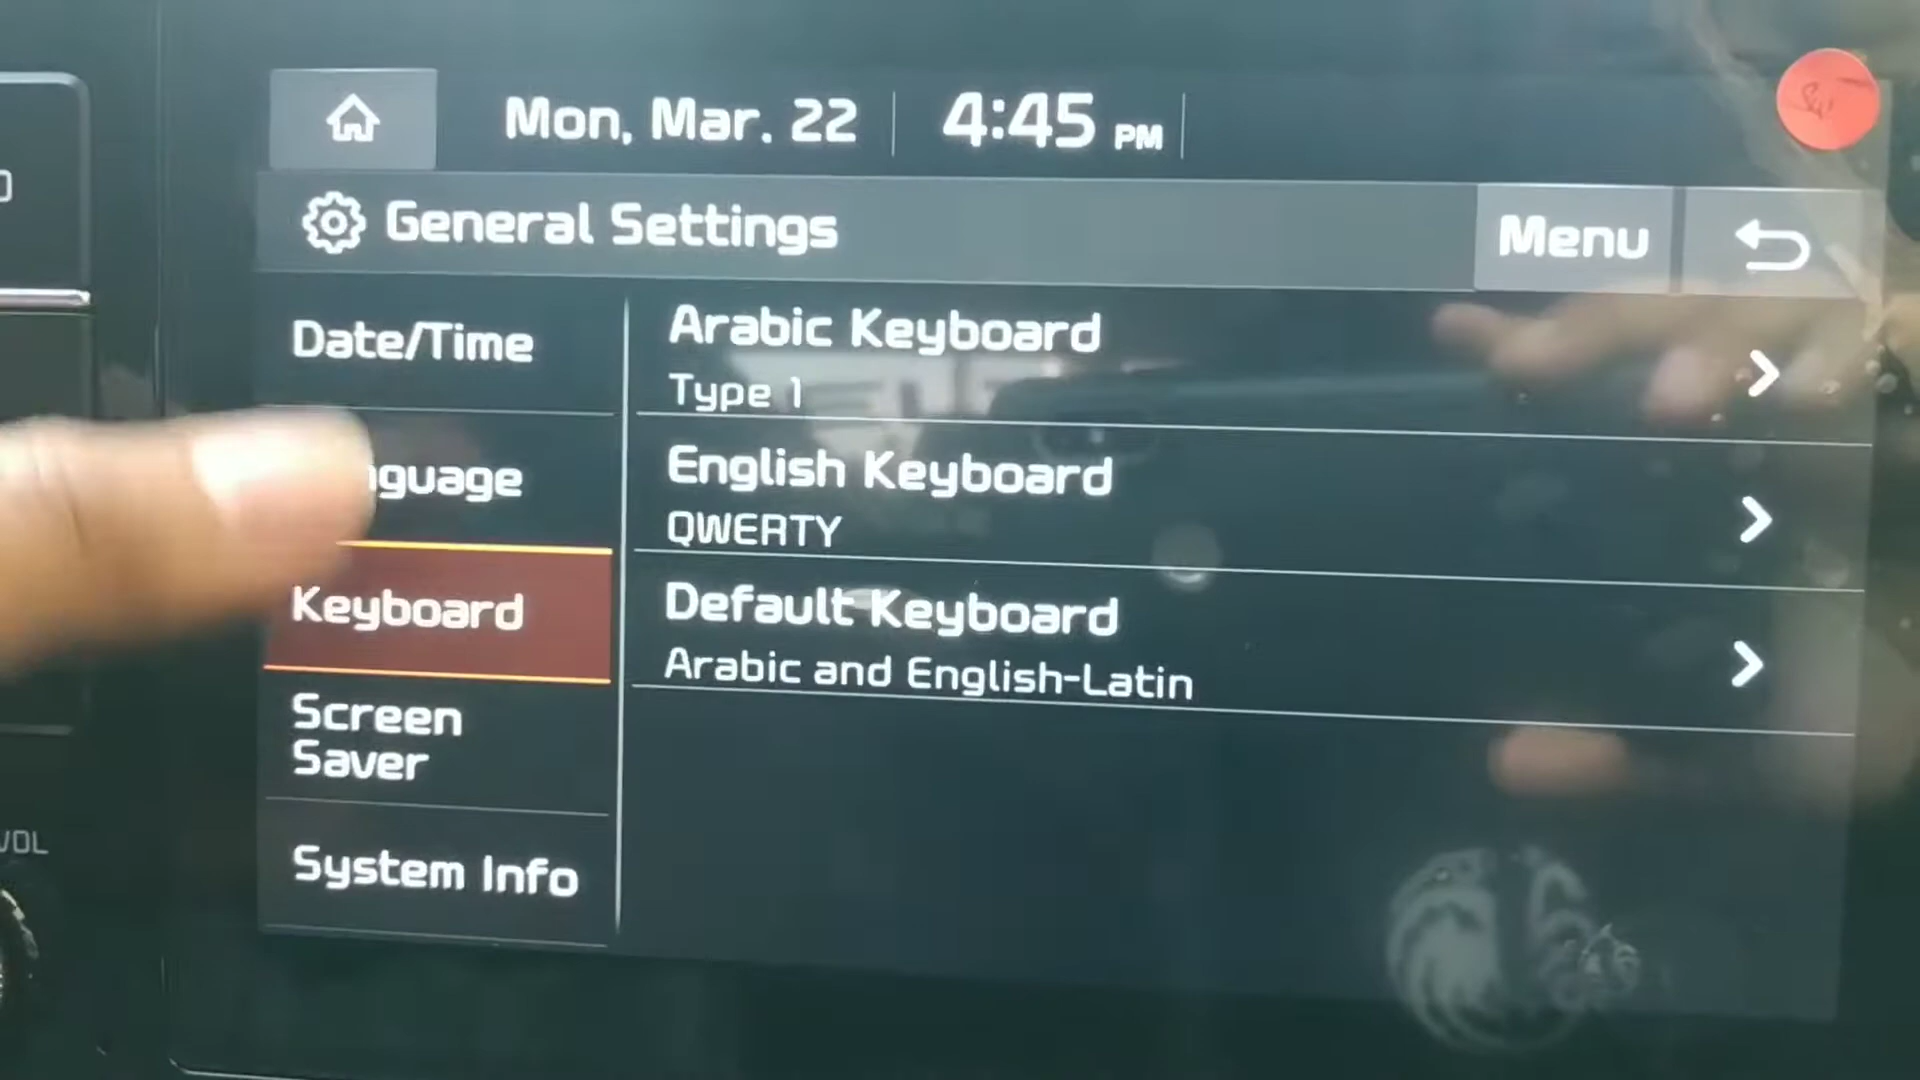 Mon, Mar. 22
4:45 PM
General Settings
Menu
Date/Time
Keyboard
Screen
Saver
System Info
Arabic Keyboard
Type 1
English Keyboard
QWERTY
Default Keyboard
Arabic and English-Latin
VOL